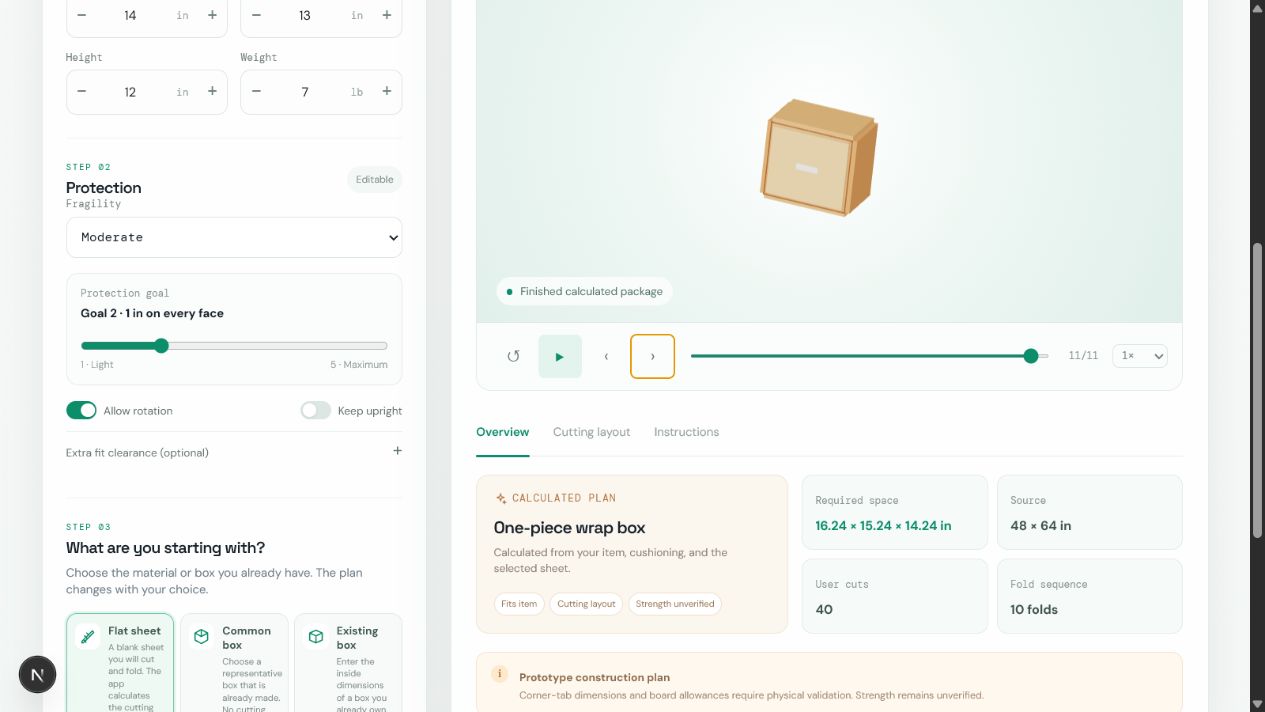 14 in
13 in
Height
12 in
Weight
7 lb
STEP 02
Protection
Editable
Fragility
Moderate
Protection goal
Goal 2 · 1 in on every face
1 · Light
5 · Maximum
Allow rotation
Keep upright
Extra fit clearance (optional)
STEP 03
What are you starting with?
Choose the material or box you already have. The plan
changes with your choice.
Flat sheet
A blank sheet
you will cut
and fold. The
app
calculates
the cutting
Common
box
Choose a
representative
box that is
already made.
No cutting
Existing
box
Enter the
inside
dimensions
of a box you
already own
N
Finished calculated package
11/11
1×
Overview
Cutting layout
Instructions
CALCULATED PLAN
One-piece wrap box
Calculated from your item, cushioning, and the
selected sheet.
Fits item
Cutting layout
Strength unverified
Required space
16.24 × 15.24 × 14.24 in
Source
48 × 64 in
User cuts
40
Fold sequence
10 folds
i
Prototype construction plan
Corner-tab dimensions and board allowances require physical validation. Strength remains unverified.